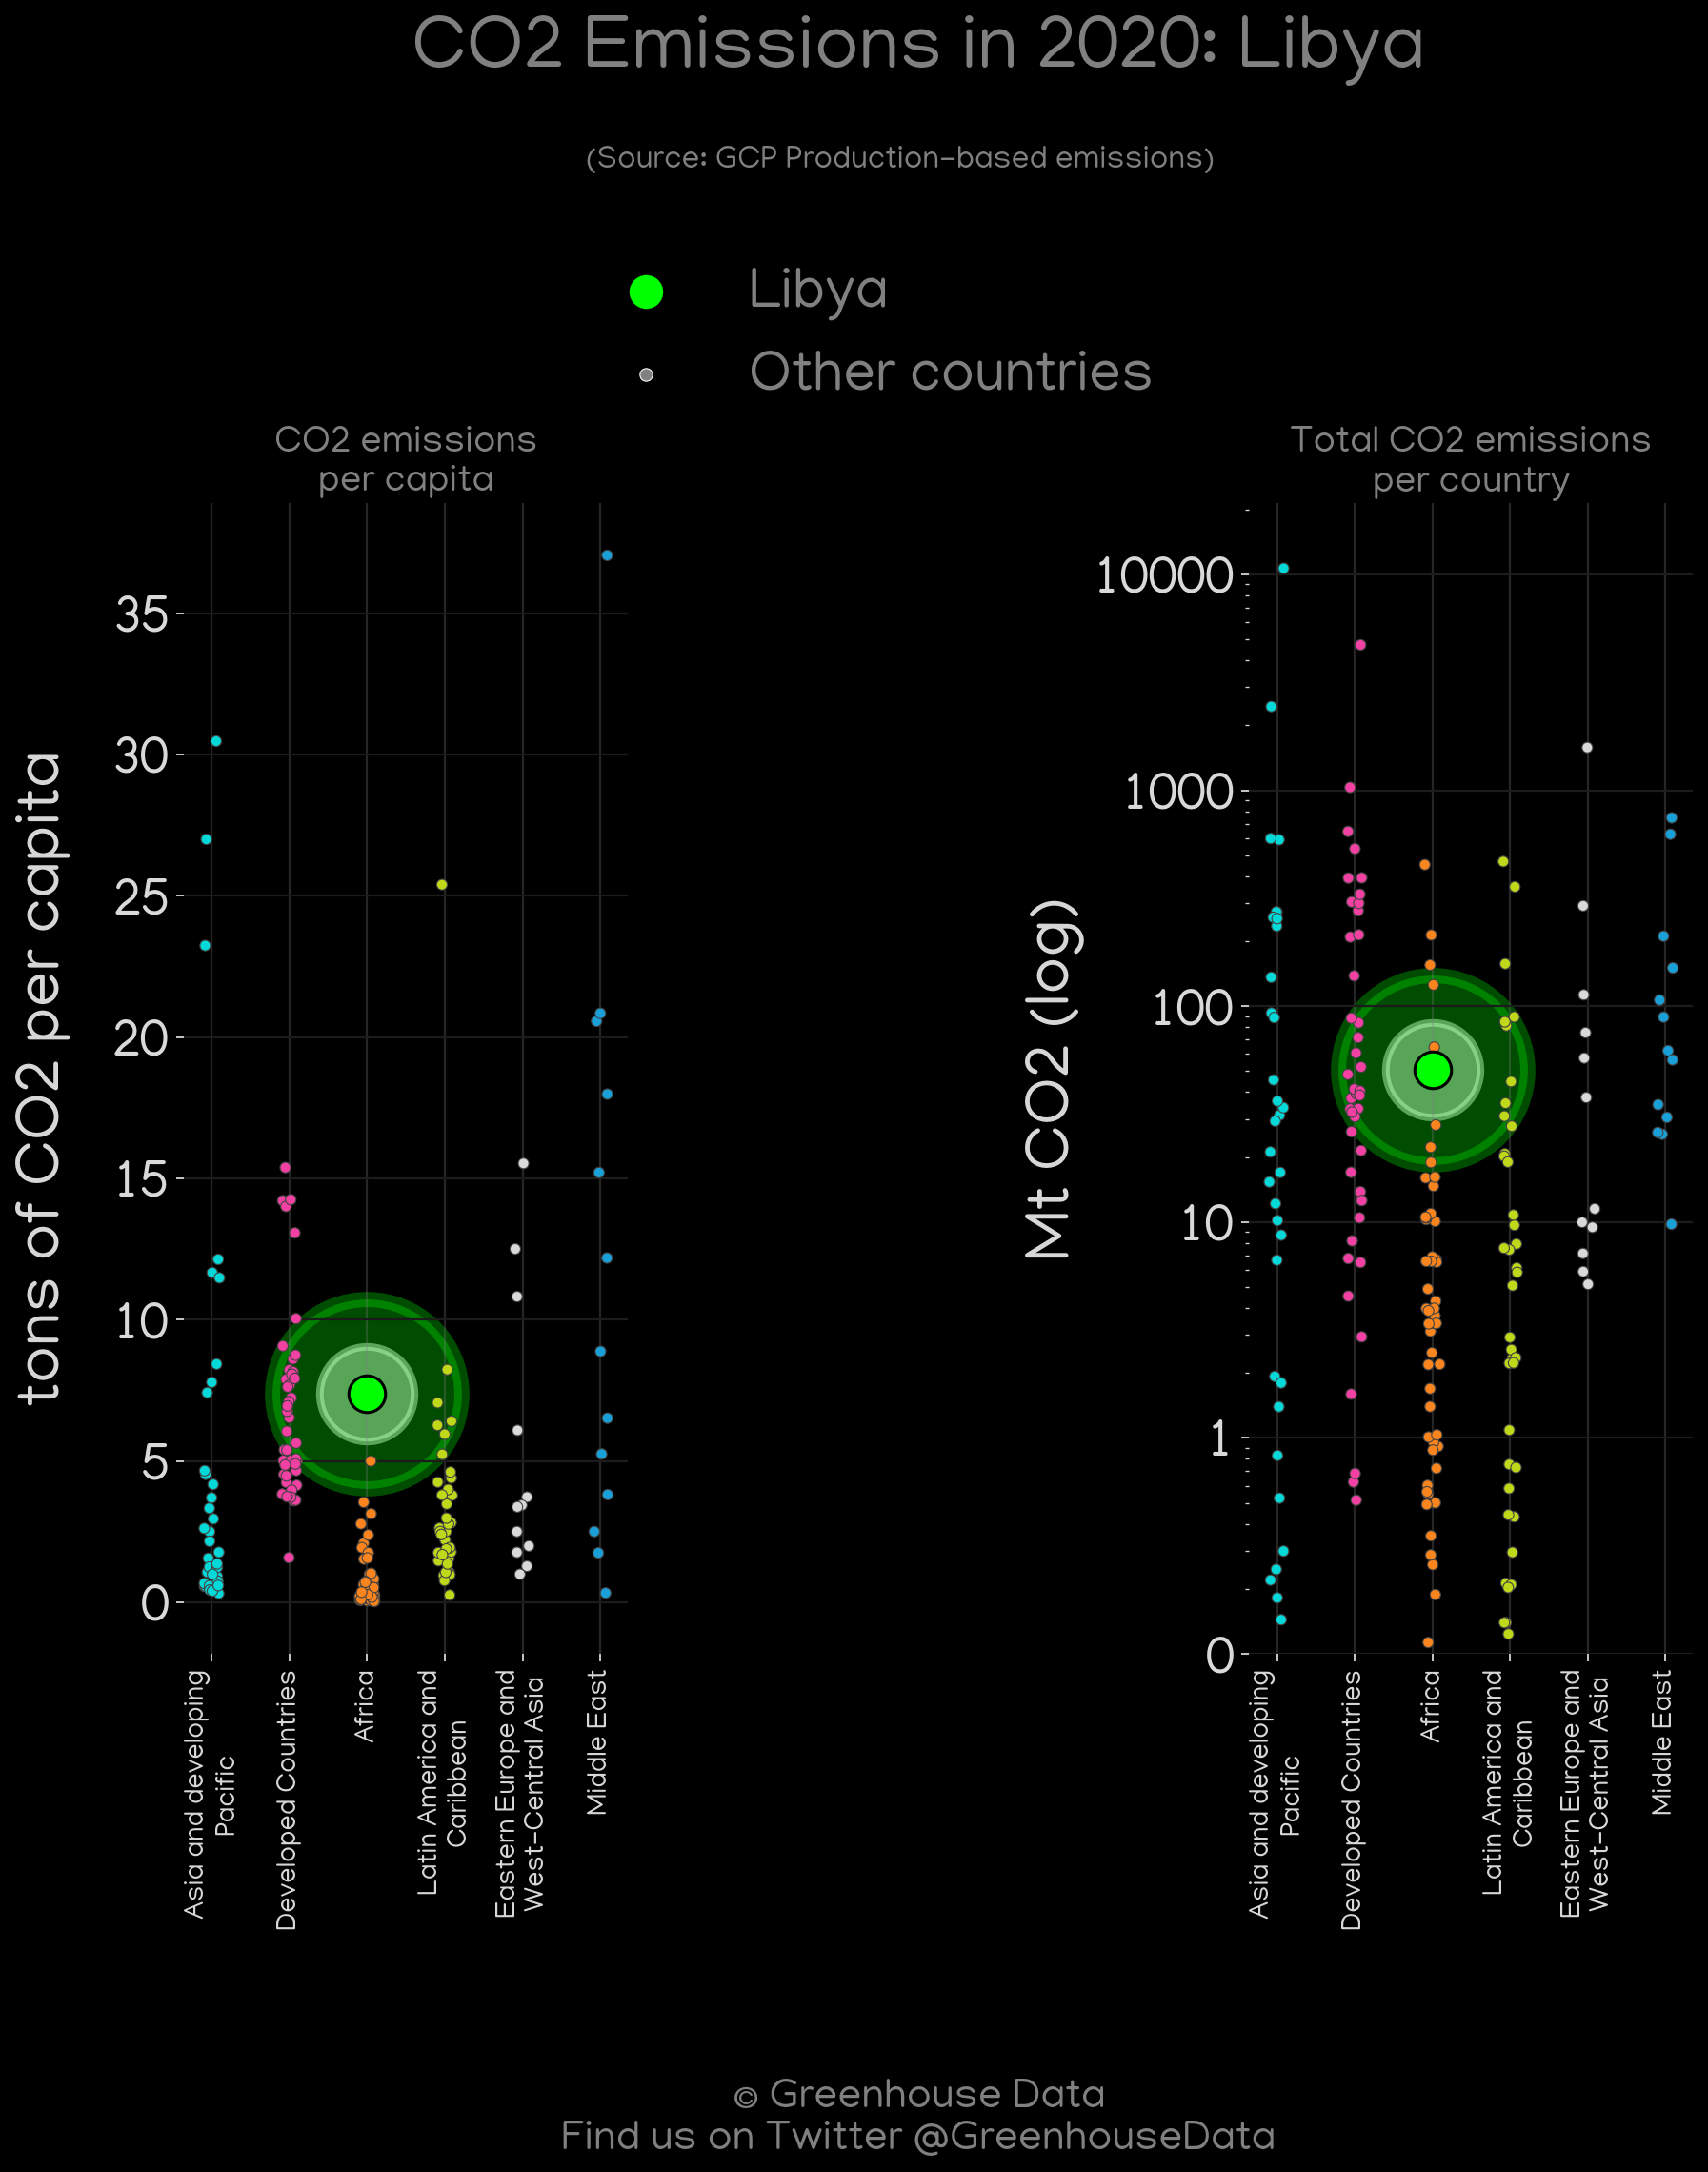 CO2 Emissions in 2020: Libya
(Source: GCP Production-based emissions)
Libya
Other countries
CO2 emissions
per capita
tons of CO2 per capita
35
30
25
20
15
10
5
0
Asia and developing
Pacific
Developed Countries
Africa
Latin America and
Caribbean
Eastern Europe and
West-Central Asia
Middle East
Total CO2 emissions
per country
Mt CO2 (log)
10000
1000
100
10
1
0
Asia and developing
Pacific
Developed Countries
Africa
Latin America and
Caribbean
Eastern Europe and
West-Central Asia
Middle East
© Greenhouse Data
Find us on Twitter @GreenhouseData